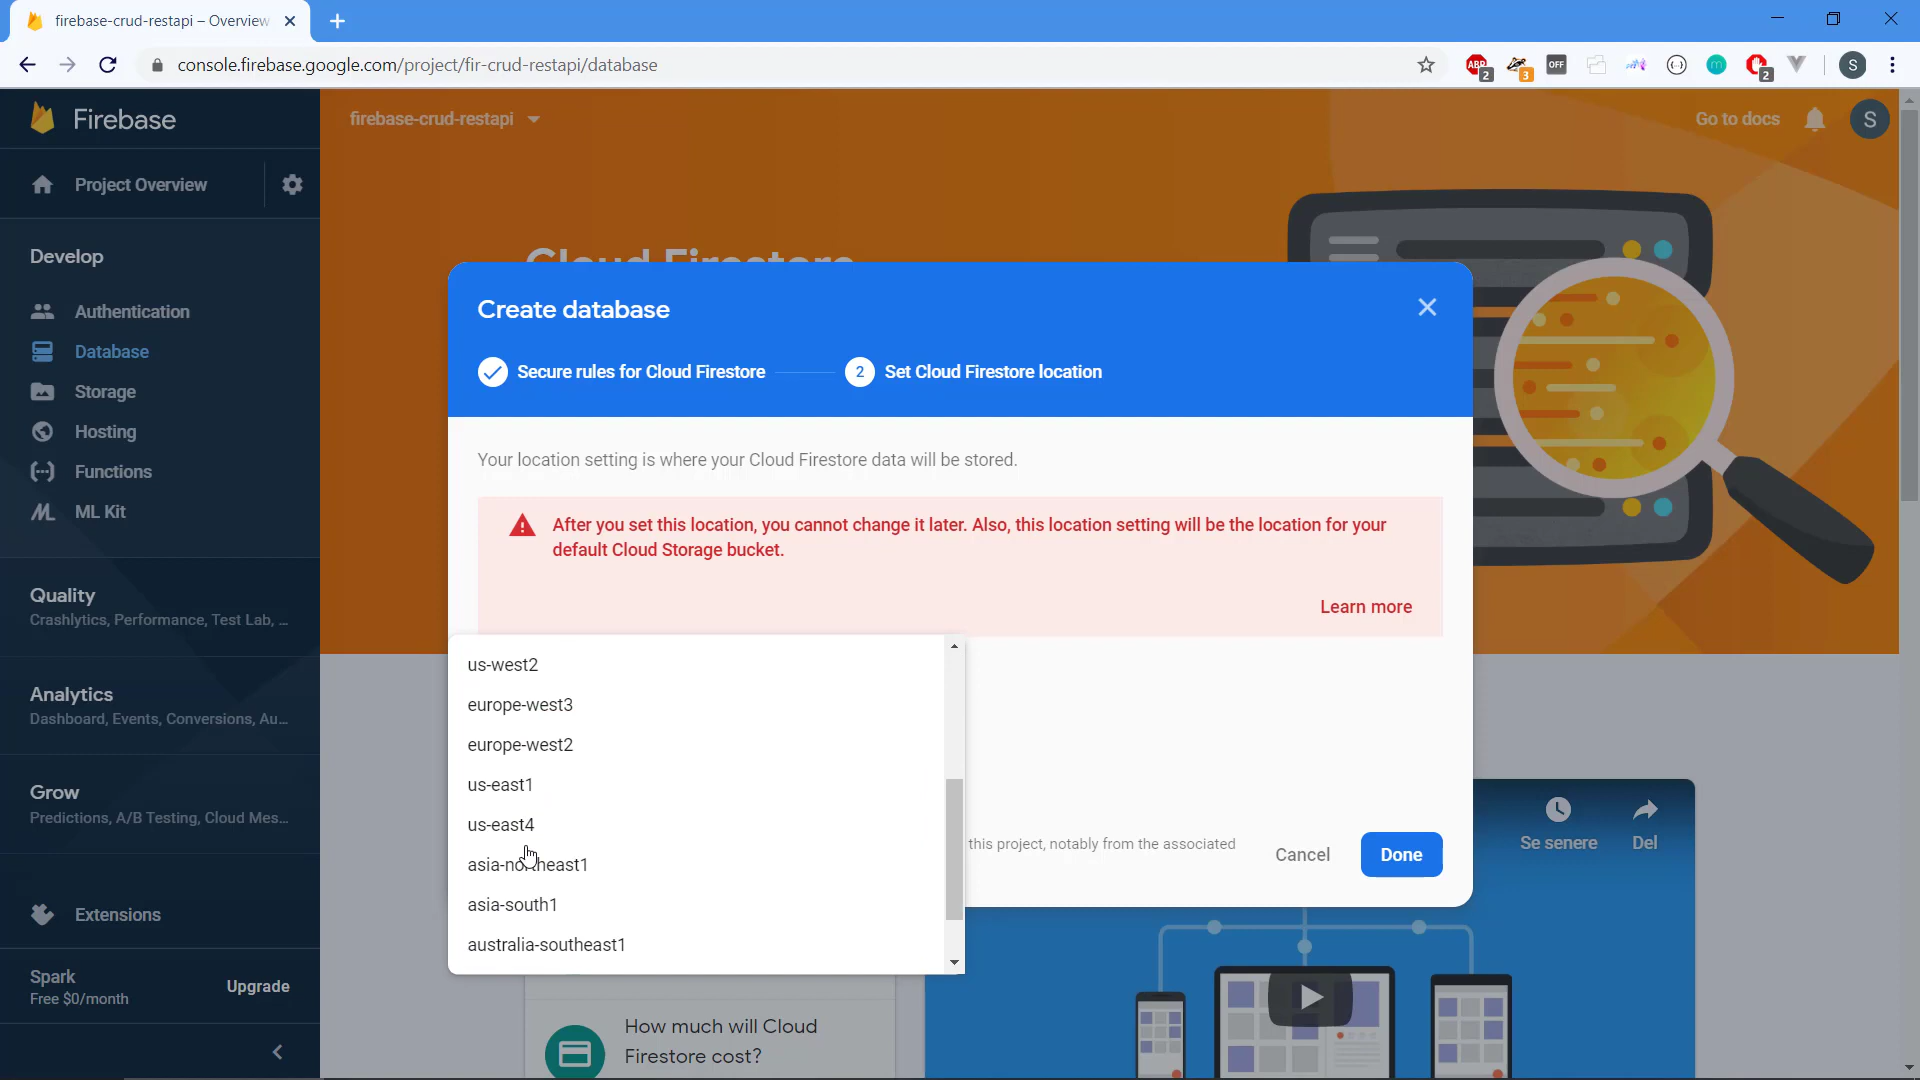 firebase-crud-restapi – Overview
console.firebase.google.com/project/fir-crud-restapi/database
ABP
2
3
OFF
m
2
S
Firebase
firebase-crud-restapi
Go to docs
S
Project Overview
Develop
Authentication
Database
Storage
Hosting
Functions
ML Kit
Quality
Crashlytics, Performance, Test Lab, ...
Analytics
Dashboard, Events, Conversions, Au...
Grow
Predictions, A/B Testing, Cloud Mes...
Extensions
Spark
Free $0/month
Upgrade
Cloud Firestore
Create database
Secure rules for Cloud Firestore
2
Set Cloud Firestore location
Your location setting is where your Cloud Firestore data will be stored.
After you set this location, you cannot change it later. Also, this location setting will be the location for your
default Cloud Storage bucket.
Learn more
us-west2
europe-west3
europe-west2
us-east1
us-east4
asia-northeast1
asia-south1
australia-southeast1
this project, notably from the associated
Cancel
Done
Se senere
Del
How much will Cloud
Firestore cost?